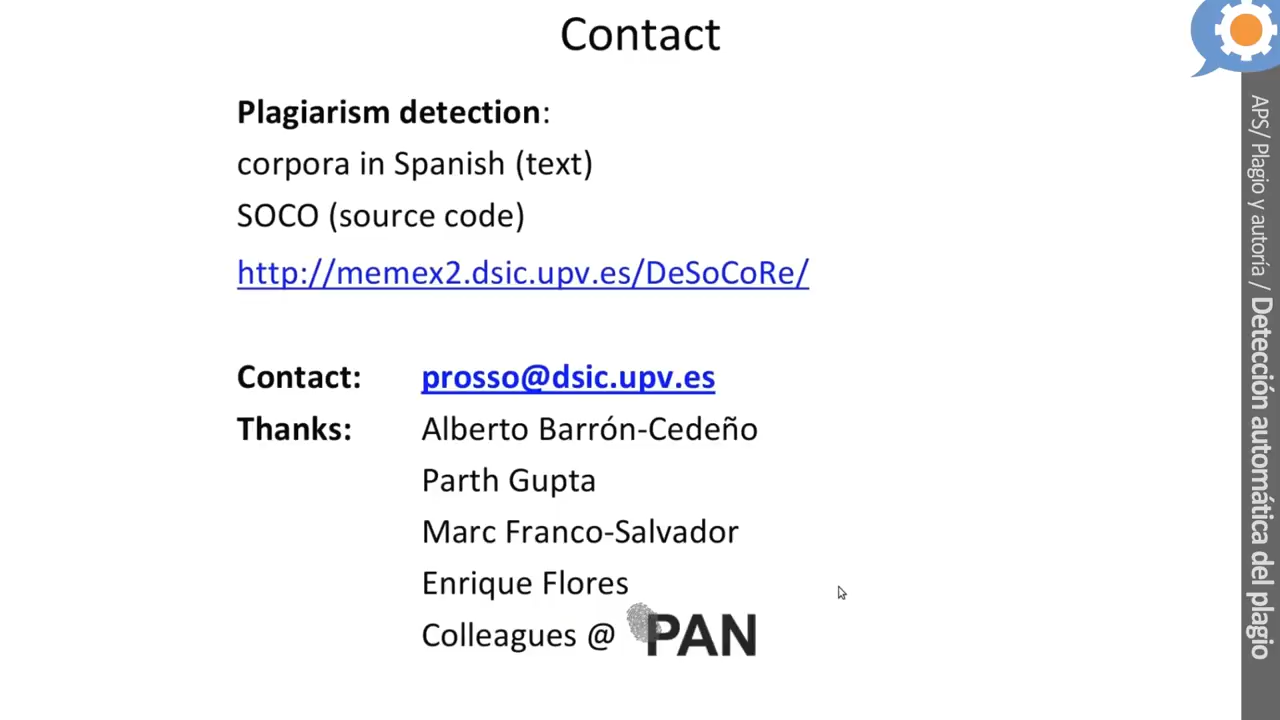 Contact
Plagiarism detection:
corpora in Spanish (text)
SOCO (source code)
http://memex2.dsic.upv.es/DeSoCoRe/
Contact: prosso@dsic.upv.es
Thanks: Alberto Barrón-Cedeño
Parth Gupta
Marc Franco-Salvador
Enrique Flores
Colleagues @ PAN
APS/ Plagio y autoría / Detección automática del plagio